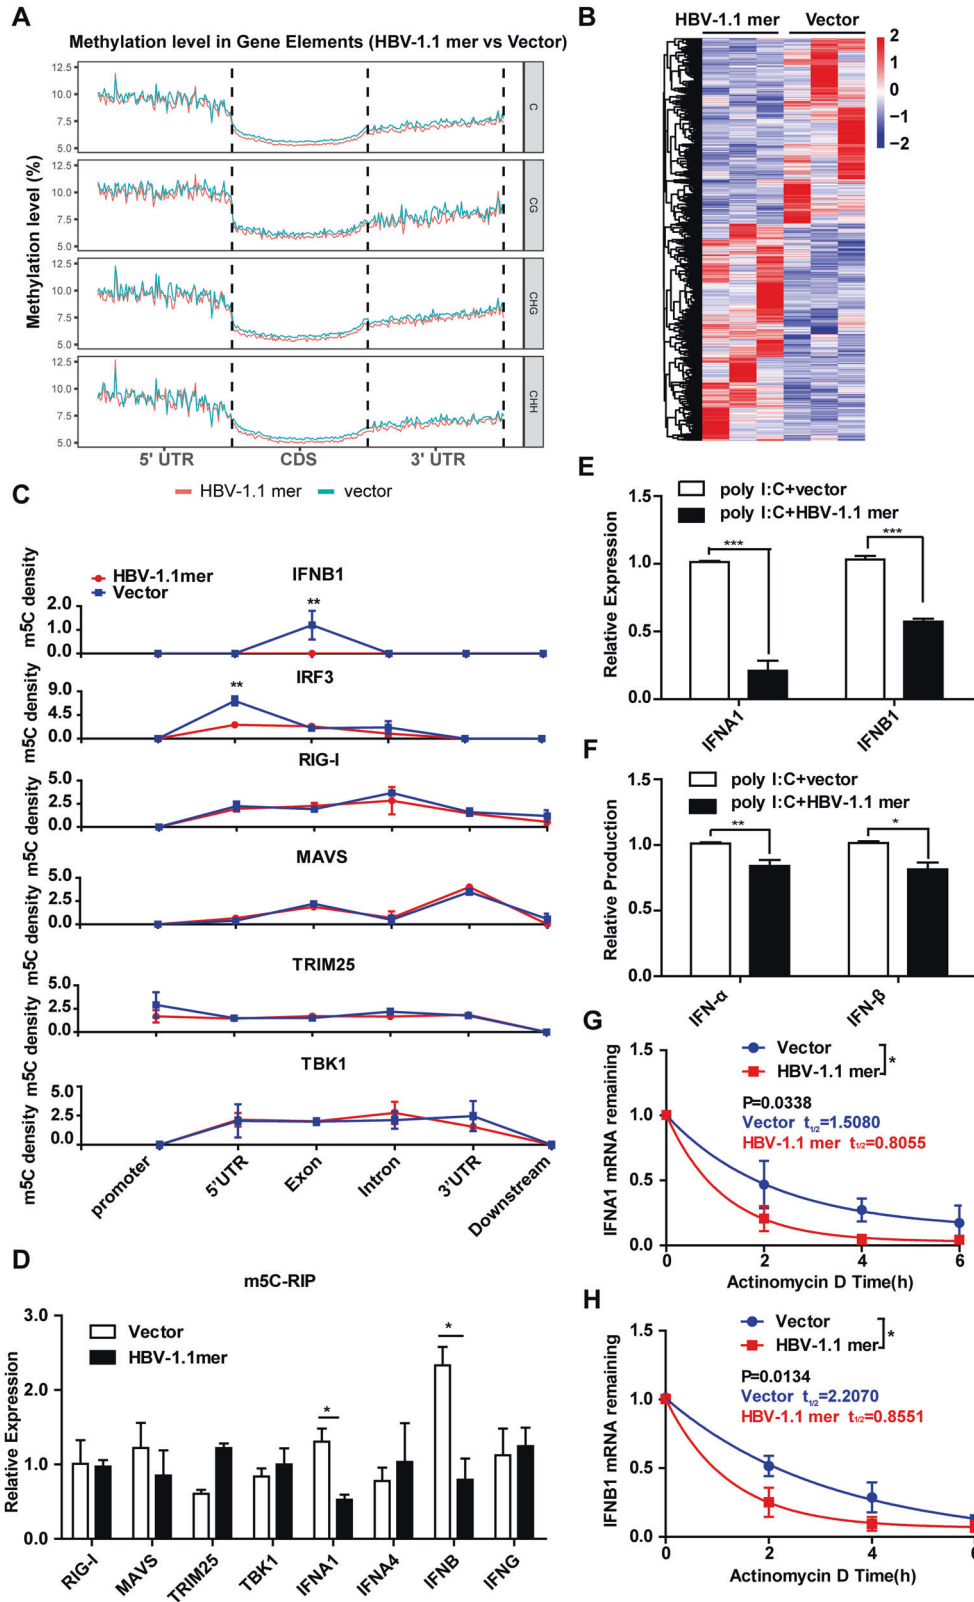 A
Methylation level in Gene Elements (HBV-1.1 mer vs Vector)
Methylation level (%)
12.5
10.0
7.5
5.0
C
12.5
10.0
7.5
5.0
CG
12.5
10.0
7.5
5.0
CHG
12.5
10.0
7.5
5.0
CHH
5' UTR CDS 3' UTR
HBV-1.1 mer vector
B
HBV-1.1 mer Vector
2
1
0
−1
−2
C
HBV-1.1mer
Vector
IFNB1
m5C density
2.0
1.0
0.0
**
IRF3
m5C density
9.0
4.5
0.0
**
RIG-I
m5C density
5.0
2.5
0.0
MAVS
m5C density
5.0
2.5
0.0
TRIM25
m5C density
5.0
2.5
0.0
TBK1
m5C density
5.0
2.5
0.0
promoter 5'UTR Exon Intron 3'UTR Downstream
D
m5C-RIP
Vector
HBV-1.1mer
Relative Expression
3.0
2.0
1.0
0.0
*
*
RIG-I MAVS TRIM25 TBK1 IFNA1 IFNA4 IFNB IFNG
E
poly I:C+vector
poly I:C+HBV-1.1 mer
Relative Expression
1.5
1.0
0.5
0.0
***
***
IFNA1 IFNB1
F
poly I:C+vector
poly I:C+HBV-1.1 mer
Relative Production
1.5
1.0
0.5
0.0
**
*
IFN-α IFN-β
G
Vector
HBV-1.1 mer
*
P=0.0338
Vector t1/2=1.5080
HBV-1.1 mer t1/2=0.8055
IFNA1 mRNA remaining
1.5
1.0
0.5
0.0
0 2 4 6
Actinomycin D Time(h)
H
Vector
HBV-1.1 mer
*
P=0.0134
Vector t1/2=2.2070
HBV-1.1 mer t1/2=0.8551
IFNB1 mRNA remaining
1.5
1.0
0.5
0.0
0 2 4 6
Actinomycin D Time(h)